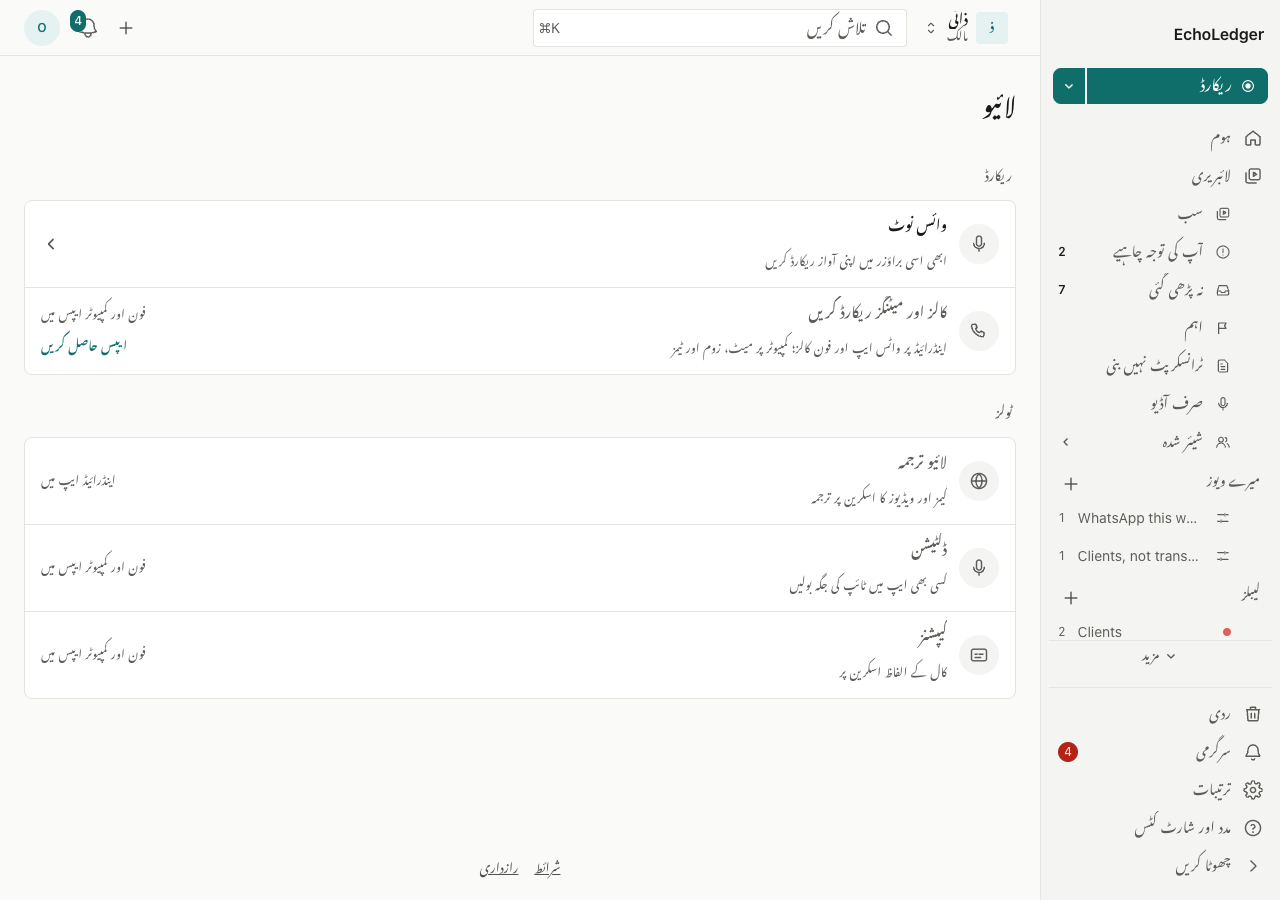 EchoLedger
ریکارڈ
ہوم
لائبریری
سب
آپ کی توجہ چاہیے 2
نہ پڑھی گئی 7
اہم
ٹرانسکرپٹ نہیں بنی
صرف آڈیو
شیئر شدہ
میرے ویوز
WhatsApp this w... 1
Clients, not trans... 1
لیبلز
Clients 2
مزید
ردی
سرگرمی 4
ترتیبات
مدد اور شارٹ کٹس
چھوٹا کریں
ذ
ذاتی
مالک
تلاش کریں ⌘K
4
O
لائیو
ریکارڈ
وائس نوٹ
ابھی اسی براؤزر میں اپنی آواز ریکارڈ کریں
کالز اور میٹنگز ریکارڈ کریں
اینڈرائیڈ پر واٹس ایپ اور فون کالز؛ کمپیوٹر پر میٹ، زوم اور ٹیمز
فون اور کمپیوٹر ایپس میں
ایپس حاصل کریں
ٹولز
لائیو ترجمہ
گیمز اور ویڈیوز کا اسکرین پر ترجمہ
اینڈرائیڈ ایپ میں
ڈکٹیشن
کسی بھی ایپ میں ٹائپ کی جگہ بولیں
فون اور کمپیوٹر ایپس میں
کیپشنز
کال کے الفاظ اسکرین پر
فون اور کمپیوٹر ایپس میں
شرائط رازداری